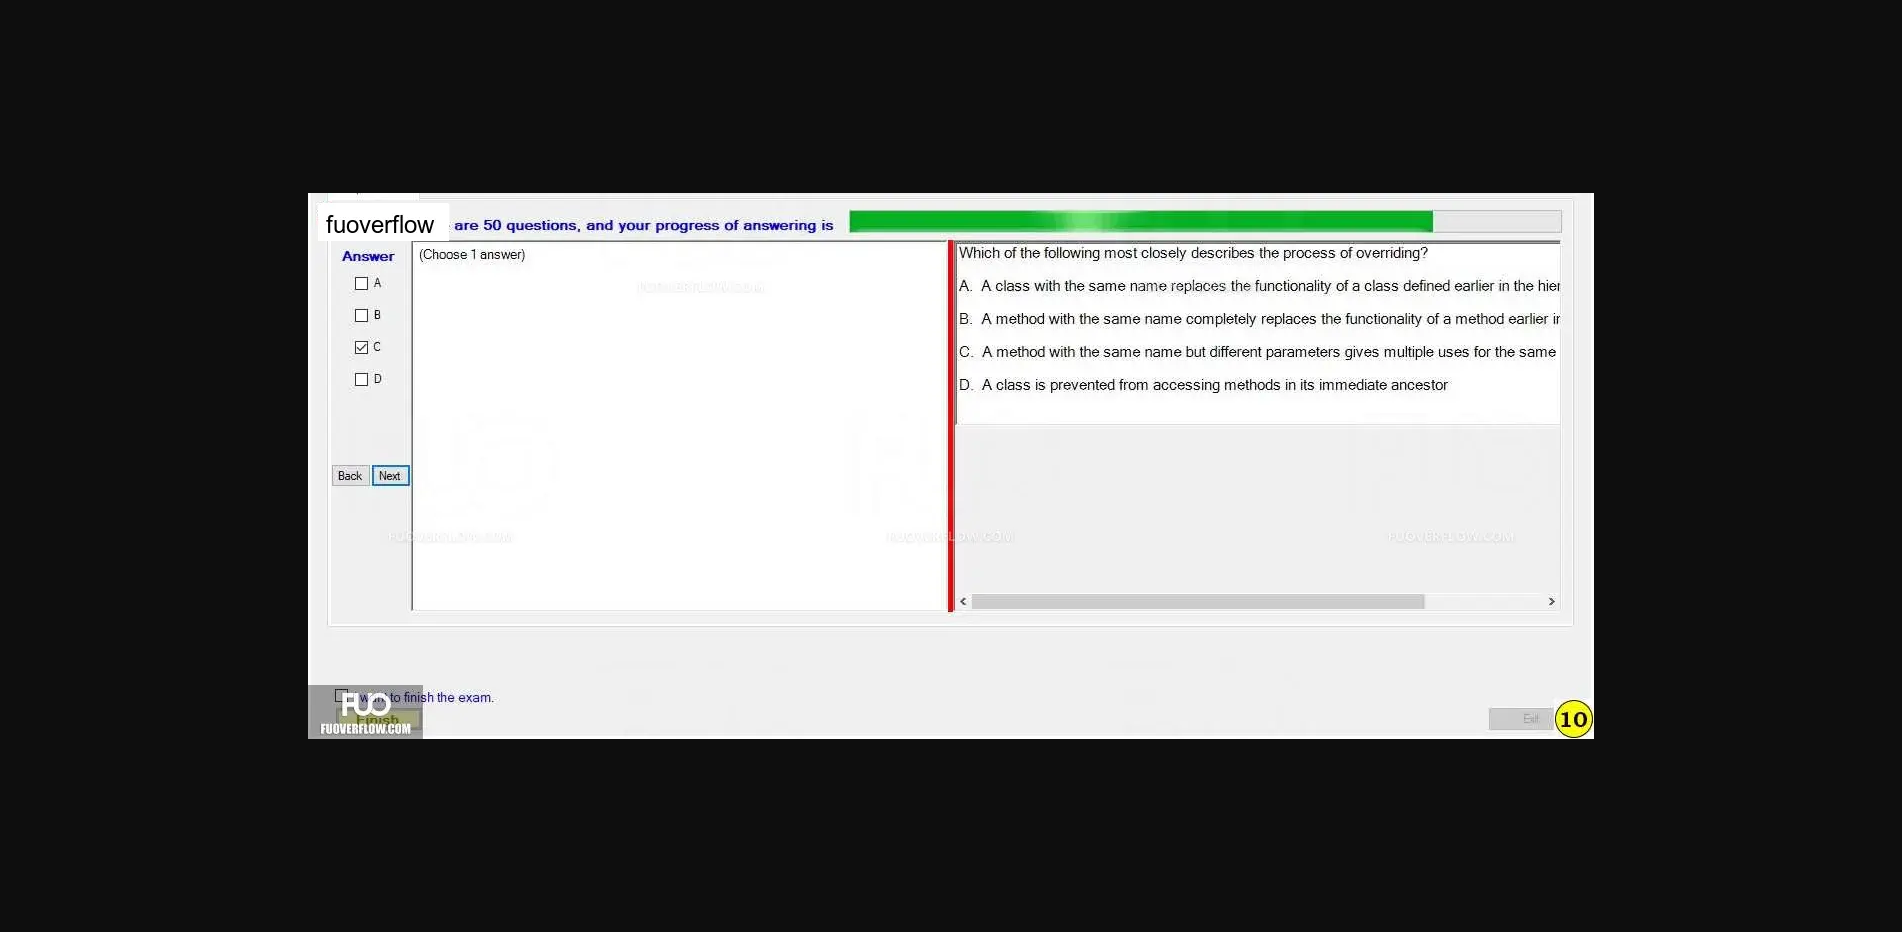 fuoverflow are 50 questions, and your progress of answering is
Answer
A
B
C
D
Back Next
(Choose 1 answer)
Which of the following most closely describes the process of overriding?
A. A class with the same name replaces the functionality of a class defined earlier in the hier
B. A method with the same name completely replaces the functionality of a method earlier in
C. A method with the same name but different parameters gives multiple uses for the same
D. A class is prevented from accessing methods in its immediate ancestor
FUOVERFLOW.COM
FUOVERFLOW.COM
FUOVERFLOW.COM
FUOVERFLOW.COM
want to finish the exam.
FUO
Finish
FUOVERFLOW.COM
Exit
10